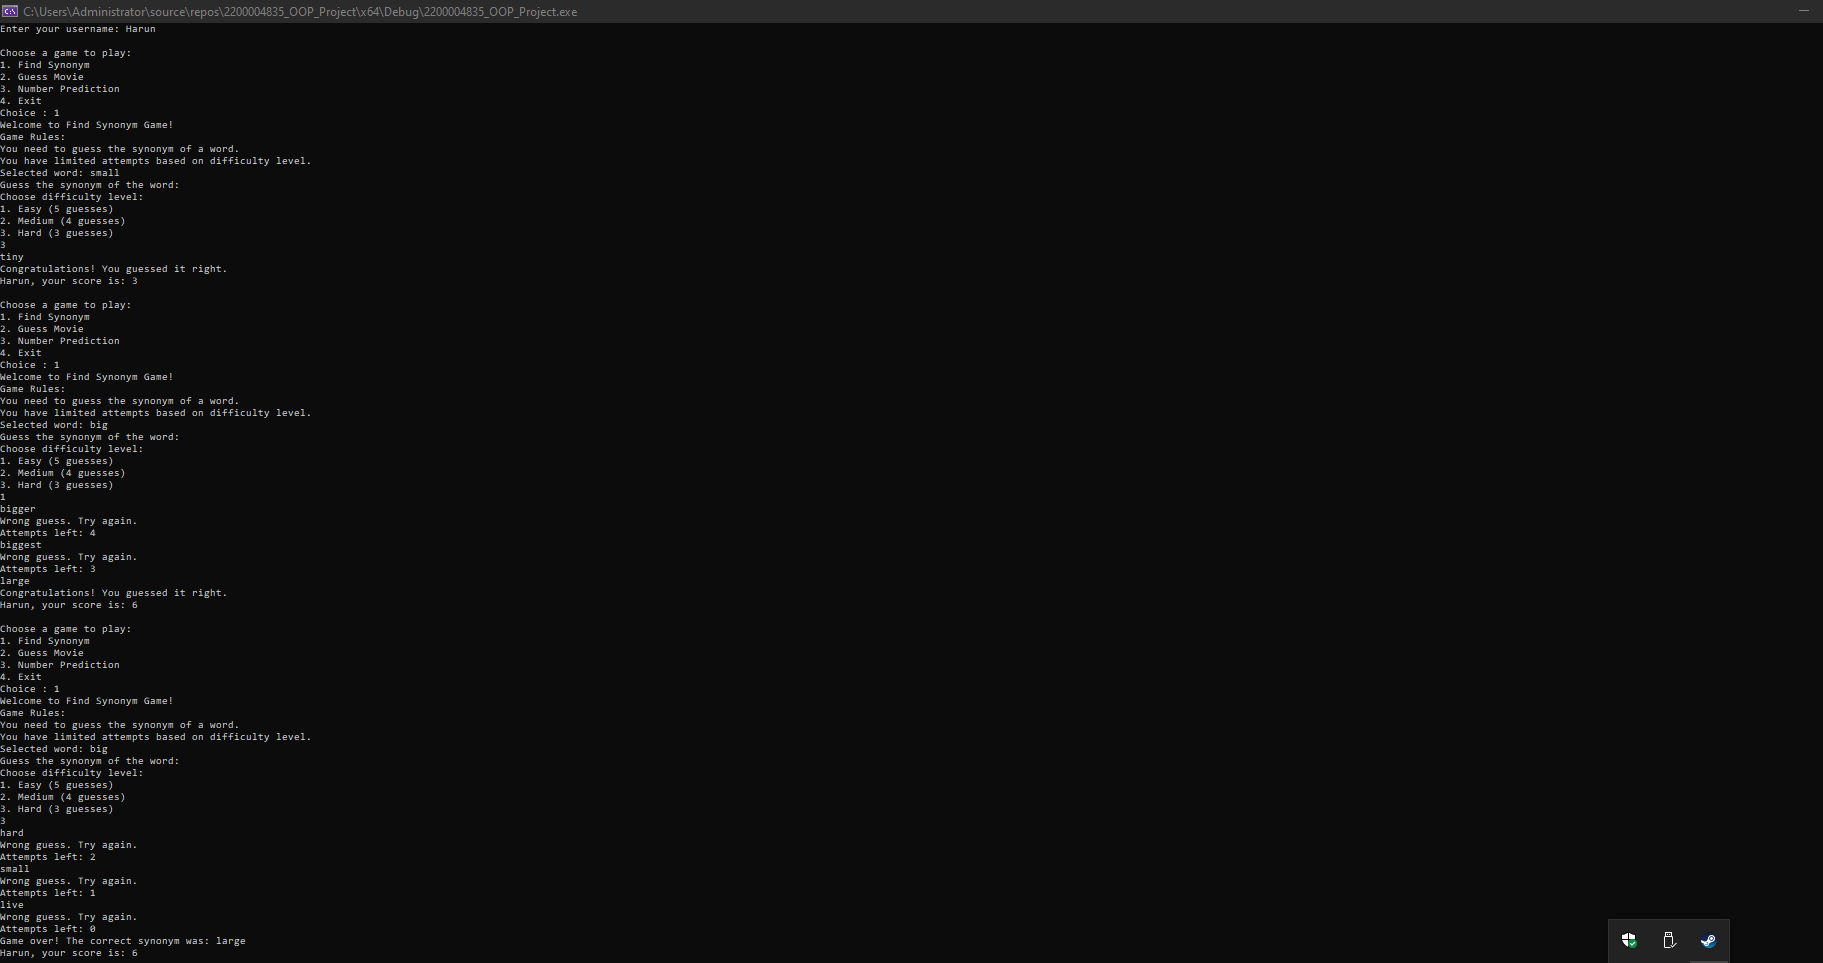 C:\Users\Administrator\source\repos\2200004835_OOP_Project\x64\Debug\2200004835_OOP_Project.exe
Enter your username: Harun

Choose a game to play:
1. Find Synonym
2. Guess Movie
3. Number Prediction
4. Exit
Choice : 1
Welcome to Find Synonym Game!
Game Rules:
You need to guess the synonym of a word.
You have limited attempts based on difficulty level.
Selected word: small
Guess the synonym of the word:
Choose difficulty level:
1. Easy (5 guesses)
2. Medium (4 guesses)
3. Hard (3 guesses)
3
tiny
Congratulations! You guessed it right.
Harun, your score is: 3

Choose a game to play:
1. Find Synonym
2. Guess Movie
3. Number Prediction
4. Exit
Choice : 1
Welcome to Find Synonym Game!
Game Rules:
You need to guess the synonym of a word.
You have limited attempts based on difficulty level.
Selected word: big
Guess the synonym of the word:
Choose difficulty level:
1. Easy (5 guesses)
2. Medium (4 guesses)
3. Hard (3 guesses)
1
bigger
Wrong guess. Try again.
Attempts left: 4
biggest
Wrong guess. Try again.
Attempts left: 3
large
Congratulations! You guessed it right.
Harun, your score is: 6

Choose a game to play:
1. Find Synonym
2. Guess Movie
3. Number Prediction
4. Exit
Choice : 1
Welcome to Find Synonym Game!
Game Rules:
You need to guess the synonym of a word.
You have limited attempts based on difficulty level.
Selected word: big
Guess the synonym of the word:
Choose difficulty level:
1. Easy (5 guesses)
2. Medium (4 guesses)
3. Hard (3 guesses)
3
hard
Wrong guess. Try again.
Attempts left: 2
small
Wrong guess. Try again.
Attempts left: 1
live
Wrong guess. Try again.
Attempts left: 0
Game over! The correct synonym was: large
Harun, your score is: 6